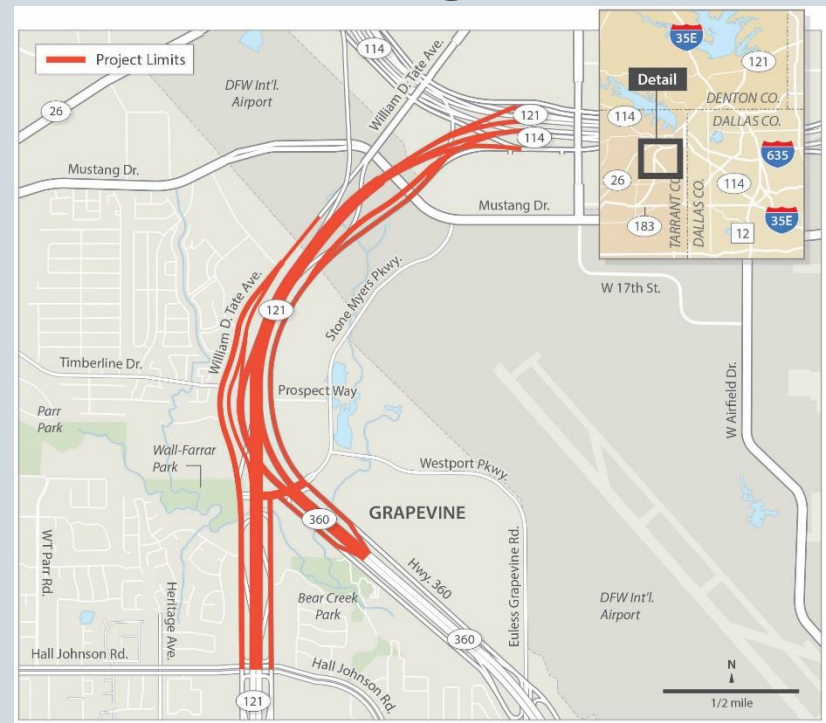 Project Limits
114
William D. Tate Ave.
DFW Int'l.
Airport
26
Mustang Dr.
121
114
Mustang Dr.
35E
121
Detail
DENTON CO.
DALLAS CO.
114
635
26
114
TARRANT CO.
DALLAS CO.
183
12
35E
W 17th St.
William D. Tate Ave.
121
Stone Myers Pkwy.
Timberline Dr.
Prospect Way
W Airfield Dr.
Parr
Park
Wall-Farrar
Park
Westport Pkwy.
GRAPEVINE
360
WT Parr Rd.
Heritage Ave.
Hwy. 360
Euless Grapevine Rd.
DFW Int'l.
Airport
Bear Creek
Park
360
Hall Johnson Rd.
Hall Johnson Rd.
121
N
1/2 mile